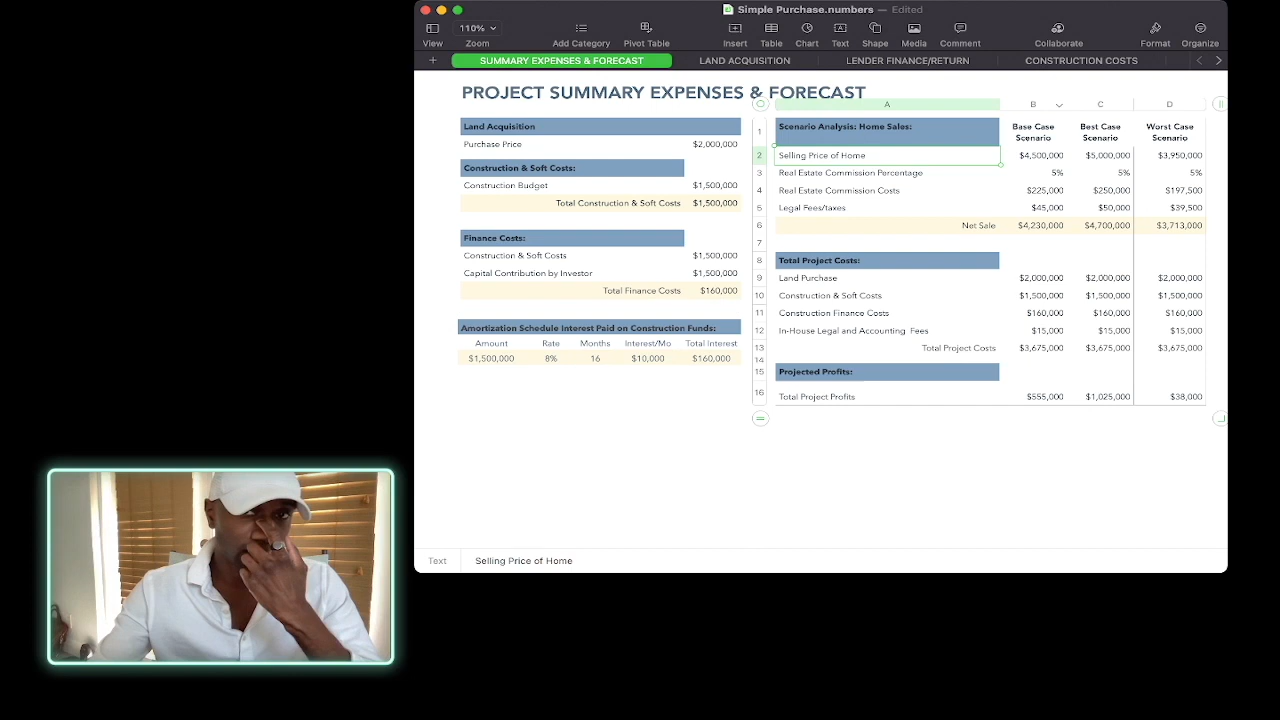 Simple Purchase.numbers — Edited
110%
View Zoom Add Category Pivot Table Insert Table Chart Text Shape Media Comment Collaborate Format Organize
+ SUMMARY EXPENSES & FORECAST LAND ACQUISITION LENDER FINANCE/RETURN CONSTRUCTION COSTS
PROJECT SUMMARY EXPENSES & FORECAST
Land Acquisition
Purchase Price $2,000,000
Construction & Soft Costs:
Construction Budget $1,500,000
Total Construction & Soft Costs $1,500,000
Finance Costs:
Construction & Soft Costs $1,500,000
Capital Contribution by Investor $1,500,000
Total Finance Costs $160,000
Amortization Schedule Interest Paid on Construction Funds:
Amount Rate Months Interest/Mo Total Interest
$1,500,000 8% 16 $10,000 $160,000
A B C D
1 Scenario Analysis: Home Sales: Base Case Scenario Best Case Scenario Worst Case Scenario
2 Selling Price of Home $4,500,000 $5,000,000 $3,950,000
3 Real Estate Commission Percentage 5% 5% 5%
4 Real Estate Commission Costs $225,000 $250,000 $197,500
5 Legal Fees/taxes $45,000 $50,000 $39,500
6 Net Sale $4,230,000 $4,700,000 $3,713,000
7
8 Total Project Costs:
9 Land Purchase $2,000,000 $2,000,000 $2,000,000
10 Construction & Soft Costs $1,500,000 $1,500,000 $1,500,000
11 Construction Finance Costs $160,000 $160,000 $160,000
12 In-House Legal and Accounting Fees $15,000 $15,000 $15,000
13 Total Project Costs $3,675,000 $3,675,000 $3,675,000
14
15 Projected Profits:
16 Total Project Profits $555,000 $1,025,000 $38,000
Text Selling Price of Home